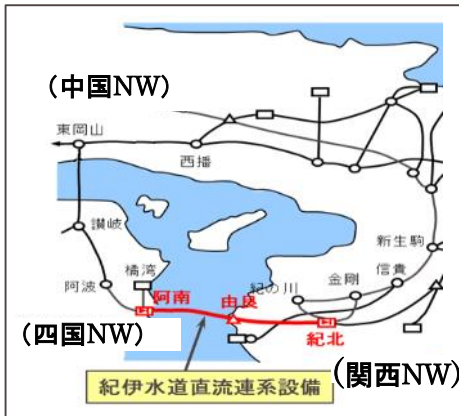 (中国NW)
東岡山
西播
讃岐
新生駒
橘湾
信貴
金剛
阿波
阿南
由良
紀の川
(四国NW)
紀北
(関西NW)
紀伊水道直流連系設備